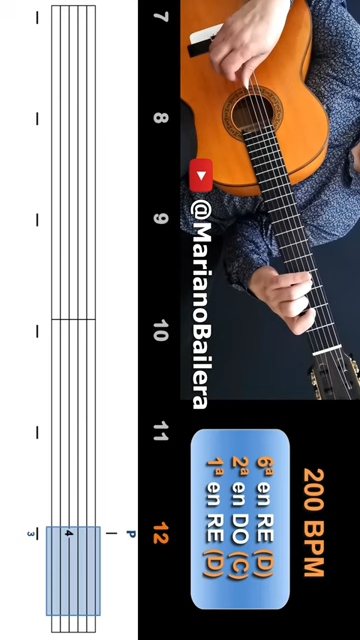 200 BPM
6ª en RE (D)
2ª en DO (C)
1ª en RE (D)
@MarianoBailera
7 8 9 10 11 12
P
4
3